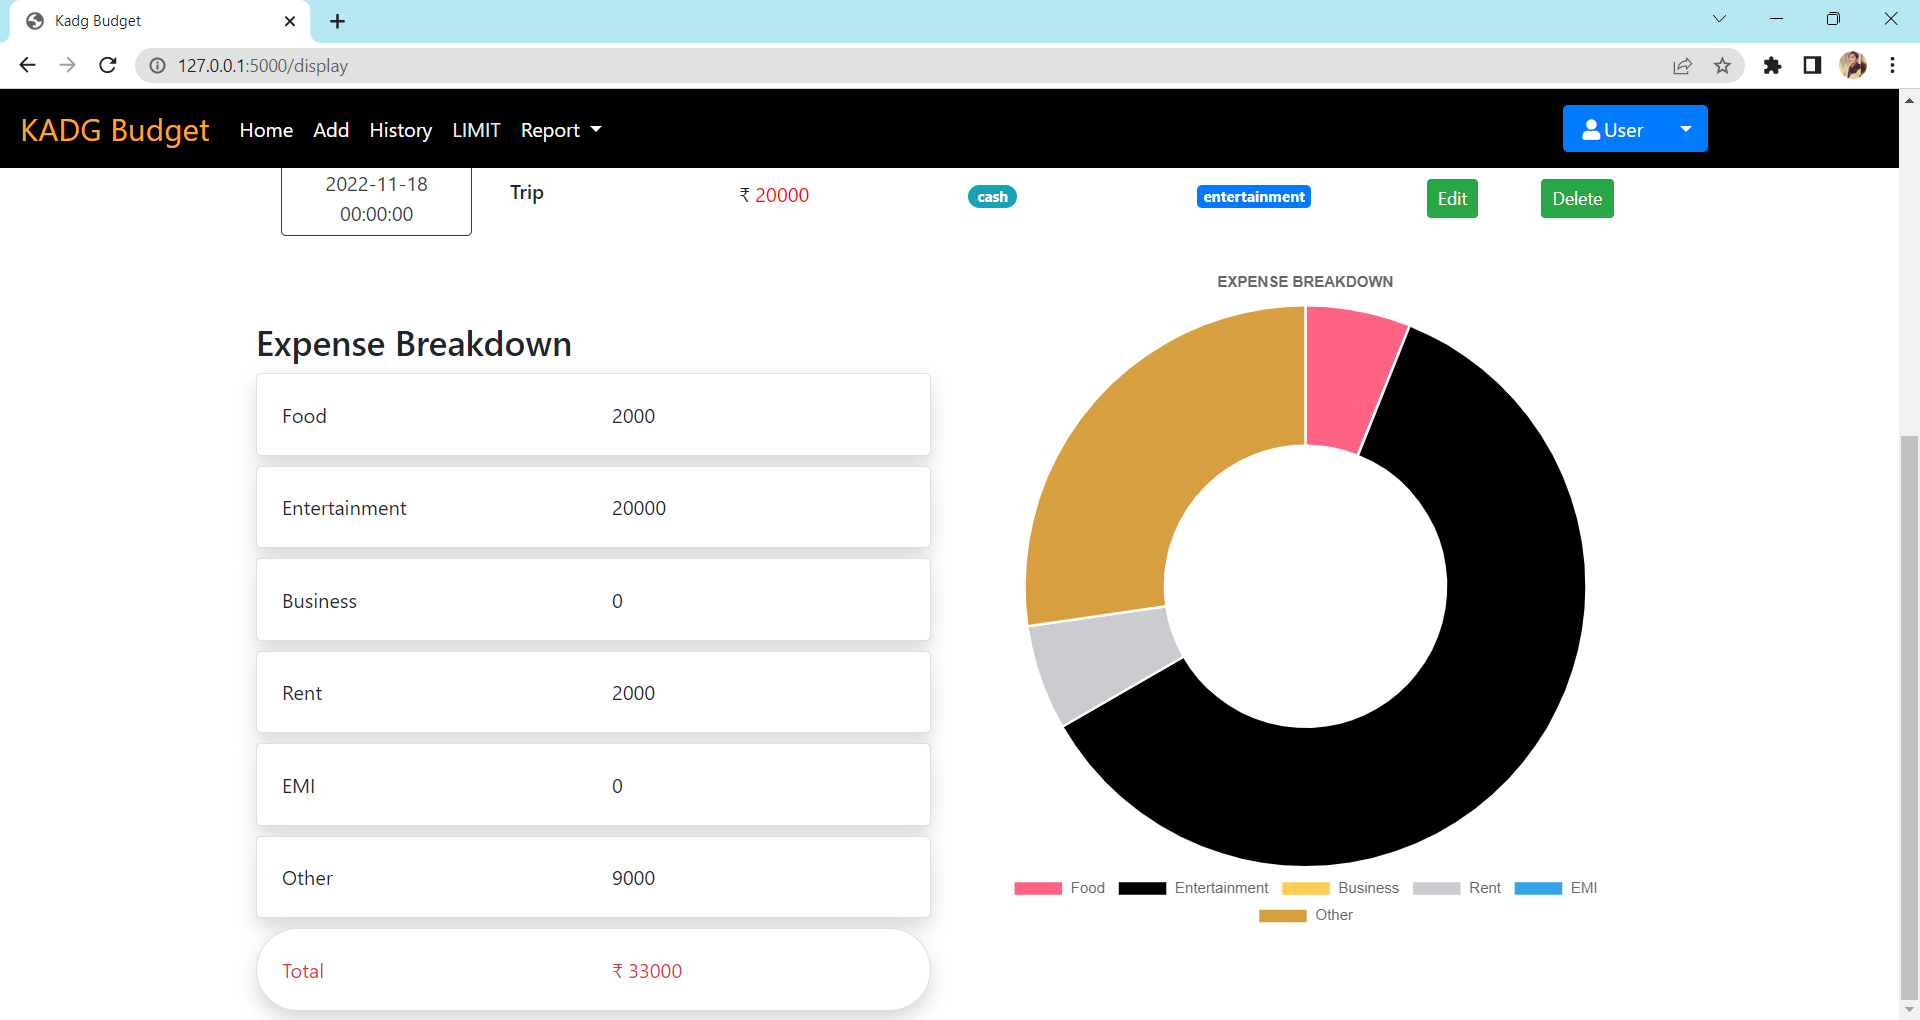 Kadg Budget
127.0.0.1:5000/display
KADG Budget Home Add History LIMIT Report User
2022-11-18
00:00:00
Trip ₹ 20000 cash entertainment Edit Delete
EXPENSE BREAKDOWN
Expense Breakdown
Food 2000
Entertainment 20000
Business 0
Rent 2000
EMI 0
Other 9000
Total ₹ 33000
Food Entertainment Business Rent EMI
Other